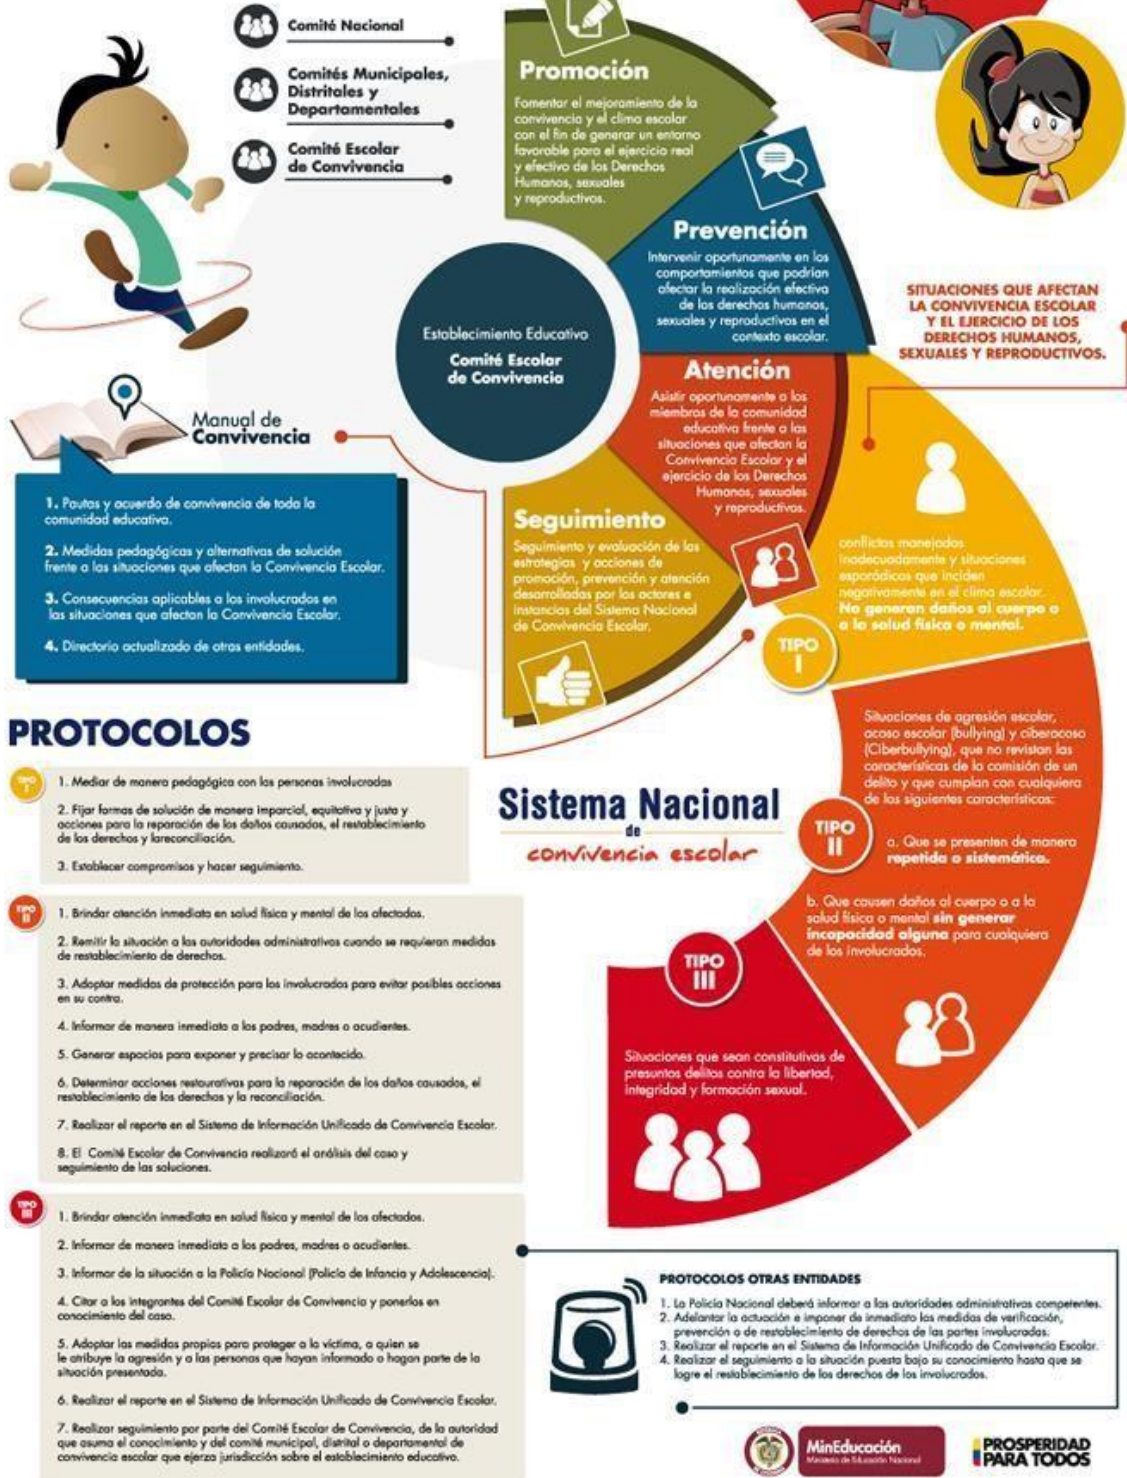 Comité Nacional
Comités Municipales,
Distritales y
Departamentales
Comité Escolar
de Convivencia
Promoción
Fomentar el mejoramiento de la
convivencia y el clima escolar
con el fin de generar un entorno
favorable para el ejercicio real
y efectivo de los Derechos
Humanos, sexuales
y reproductivos.
Prevención
Intervenir oportunamente en los
comportamientos que podrían
afectar la realización efectiva
de los derechos humanos,
sexuales y reproductivos en el
contexto escolar.
Establecimiento Educativo
Comité Escolar
de Convivencia
Atención
Asistir oportunamente a los
miembros de la comunidad
educativa frente a las
situaciones que afectan la
Convivencia Escolar y el
ejercicio de los Derechos
Humanos, sexuales
y reproductivos.
Seguimiento
Seguimiento y evaluación de las
estrategias y acciones de
promoción, prevención y atención
desarrolladas por los actores e
instancias del Sistema Nacional
de Convivencia Escolar.
SITUACIONES QUE AFECTAN
LA CONVIVENCIA ESCOLAR
Y EL EJERCICIO DE LOS
DERECHOS HUMANOS,
SEXUALES Y REPRODUCTIVOS.
Manual de
Convivencia
1. Pautas y acuerdo de convivencia de toda la
comunidad educativa.
2. Medidas pedagógicas y alternativas de solución
frente a las situaciones que afectan la Convivencia Escolar.
3. Consecuencias aplicables a los involucrados en
las situaciones que afectan la Convivencia Escolar.
4. Directorio actualizado de otras entidades.
conflictos manejados
inadecuadamente y situaciones
esporádicas que inciden
negativamente en el clima escolar.
No generan daños al cuerpo o
a la salud física o mental.
TIPO
I
Situaciones de agresión escolar,
acoso escolar (bullying) y ciberacoso
(Ciberbullying), que no revistan las
características de la comisión de un
delito y que cumplan con cualquiera
de las siguientes características:
TIPO
II
a. Que se presenten de manera
repetida o sistemática.
b. Que causen daños al cuerpo o a la
salud física o mental sin generar
incapacidad alguna para cualquiera
de los involucrados.
TIPO
III
Situaciones que sean constitutivas de
presuntos delitos contra la libertad,
integridad y formación sexual.
Sistema Nacional
de
convivencia escolar
PROTOCOLOS
TIPO
I
1. Mediar de manera pedagógica con las personas involucradas
2. Fijar formas de solución de manera imparcial, equitativa y justa y
acciones para la reparación de los daños causados, el restablecimiento
de los derechos y lareconciliación.
3. Establecer compromisos y hacer seguimiento.
TIPO
II
1. Brindar atención inmediata en salud física y mental de los afectados.
2. Remitir la situación a las autoridades administrativas cuando se requieran medidas
de restablecimiento de derechos.
3. Adoptar medidas de protección para los involucrados para evitar posibles acciones
en su contra.
4. Informar de manera inmediata a los padres, madres o acudientes.
5. Generar espacios para exponer y precisar lo acontecido.
6. Determinar acciones restaurativas para la reparación de los daños causados, el
restablecimiento de los derechos y la reconciliación.
7. Realizar el reporte en el Sistema de Información Unificado de Convivencia Escolar.
8. El Comité Escolar de Convivencia realizará el análisis del caso y
seguimiento de las soluciones.
TIPO
III
1. Brindar atención inmediata en salud física y mental de los afectados.
2. Informar de manera inmediata a los padres, madres o acudientes.
3. Informar de la situación a la Policía Nacional (Policía de Infancia y Adolescencia).
4. Citar a los integrantes del Comité Escolar de Convivencia y ponerlos en
conocimiento del caso.
5. Adoptar las medidas propias para proteger a la víctima, a quien se
le atribuye la agresión y a las personas que hayan informado o hagan parte de la
situación presentada.
6. Realizar el reporte en el Sistema de Información Unificado de Convivencia Escolar.
7. Realizar seguimiento por parte del Comité Escolar de Convivencia, de la autoridad
que asuma el conocimiento y del comité municipal, distrital o departamental de
convivencia escolar que ejerza jurisdicción sobre el establecimiento educativo.
PROTOCOLOS OTRAS ENTIDADES
1. La Policía Nacional deberá informar a las autoridades administrativas competentes.
2. Adelantar la actuación e imponer de inmediato las medidas de verificación,
prevención o de restablecimiento de derechos de las partes involucradas.
3. Realizar el reporte en el Sistema de Información Unificado de Convivencia Escolar.
4. Realizar el seguimiento a la situación puesta bajo su conocimiento hasta que se
logre el restablecimiento de los derechos de los involucrados.
MinEducación
Ministerio de Educación Nacional
PROSPERIDAD
PARA TODOS